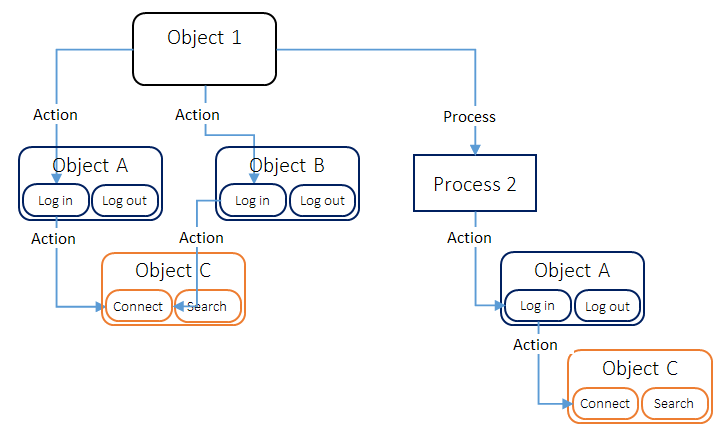 Object 1
Action
Action
Process
Object A
Log in
Log out
Object B
Log in
Log out
Process 2
Action
Action
Action
Object C
Connect
Search
Object A
Log in
Log out
Action
Object C
Connect
Search